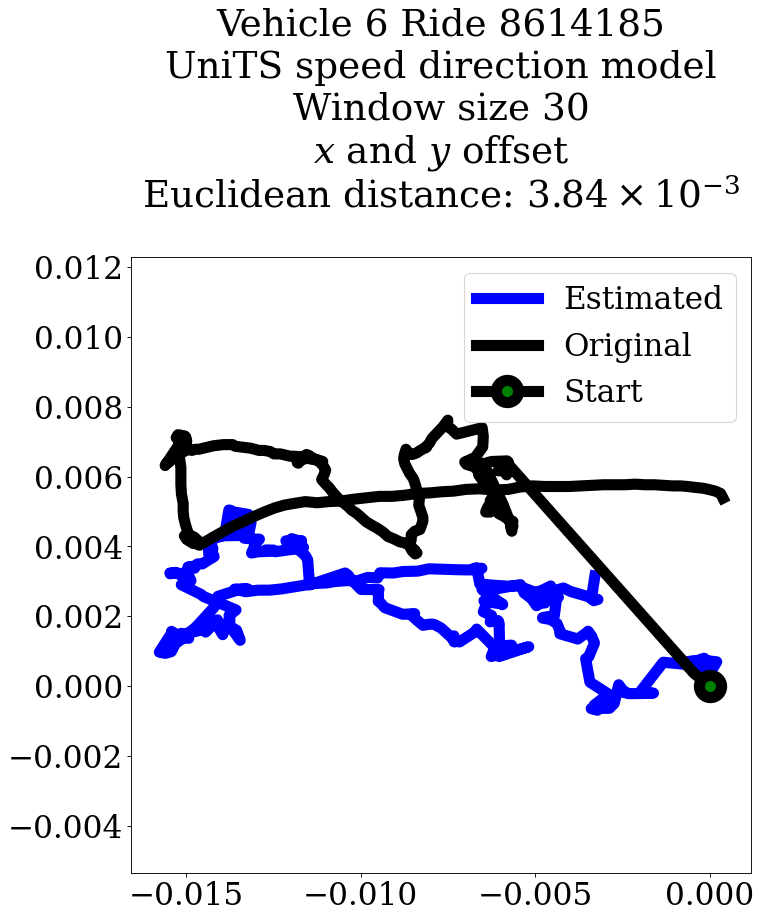 Vehicle 6 Ride 8614185
UniTS speed direction model
Window size 30
x and y offset
Euclidean distance: 3.84 × 10⁻³
0.012
0.010
0.008
0.006
0.004
0.002
0.000
−0.002
−0.004
Estimated
Original
Start
−0.015 −0.010 −0.005 0.000